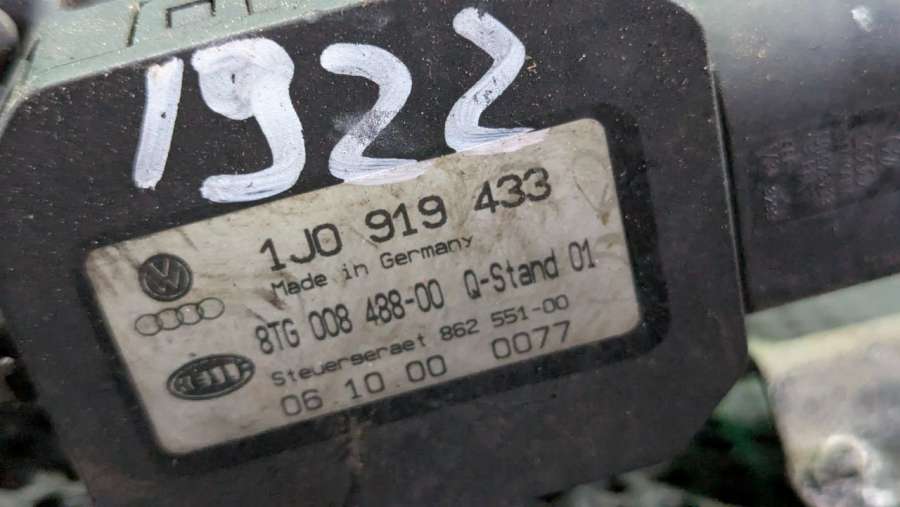 1922
1J0 919 433
Made in Germany
8TG 008 488-00 Q-Stand 01
Steuergeraet 862 551-00
06.10.00 0077
HELLA